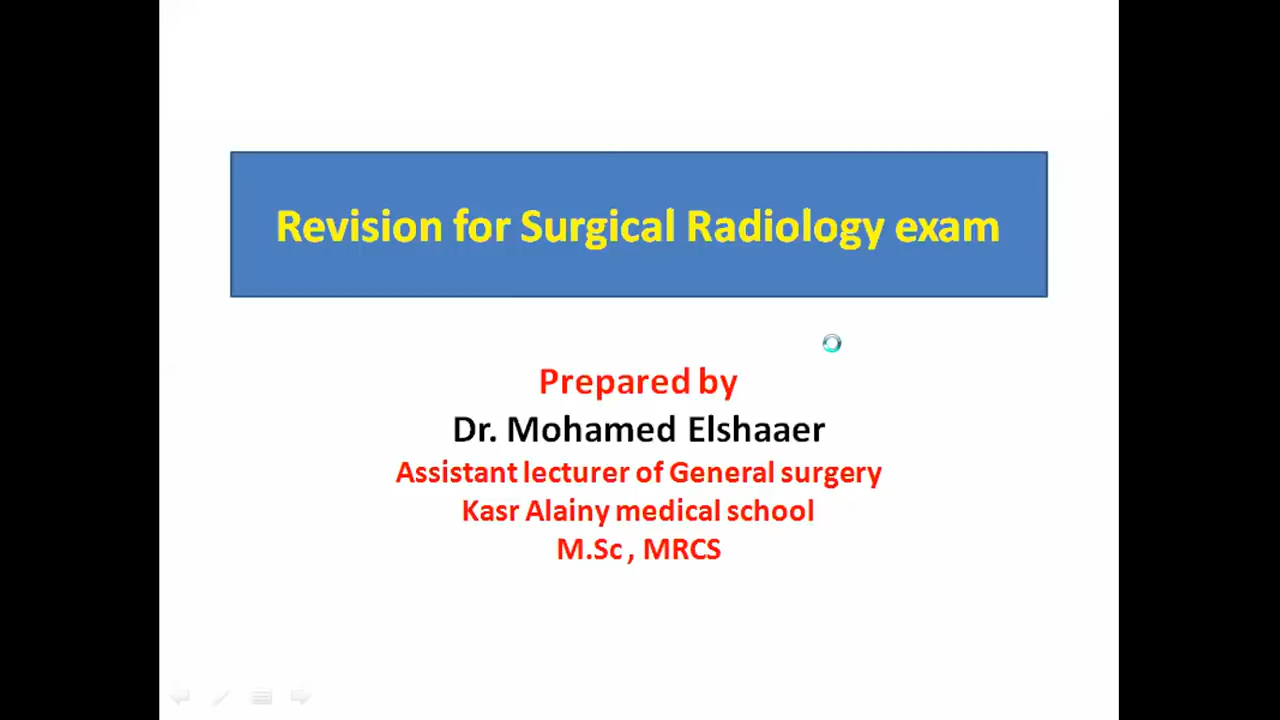 Revision for Surgical Radiology exam
Prepared by
Dr. Mohamed Elshaaer
Assistant lecturer of General surgery
Kasr Alainy medical school
M.Sc , MRCS